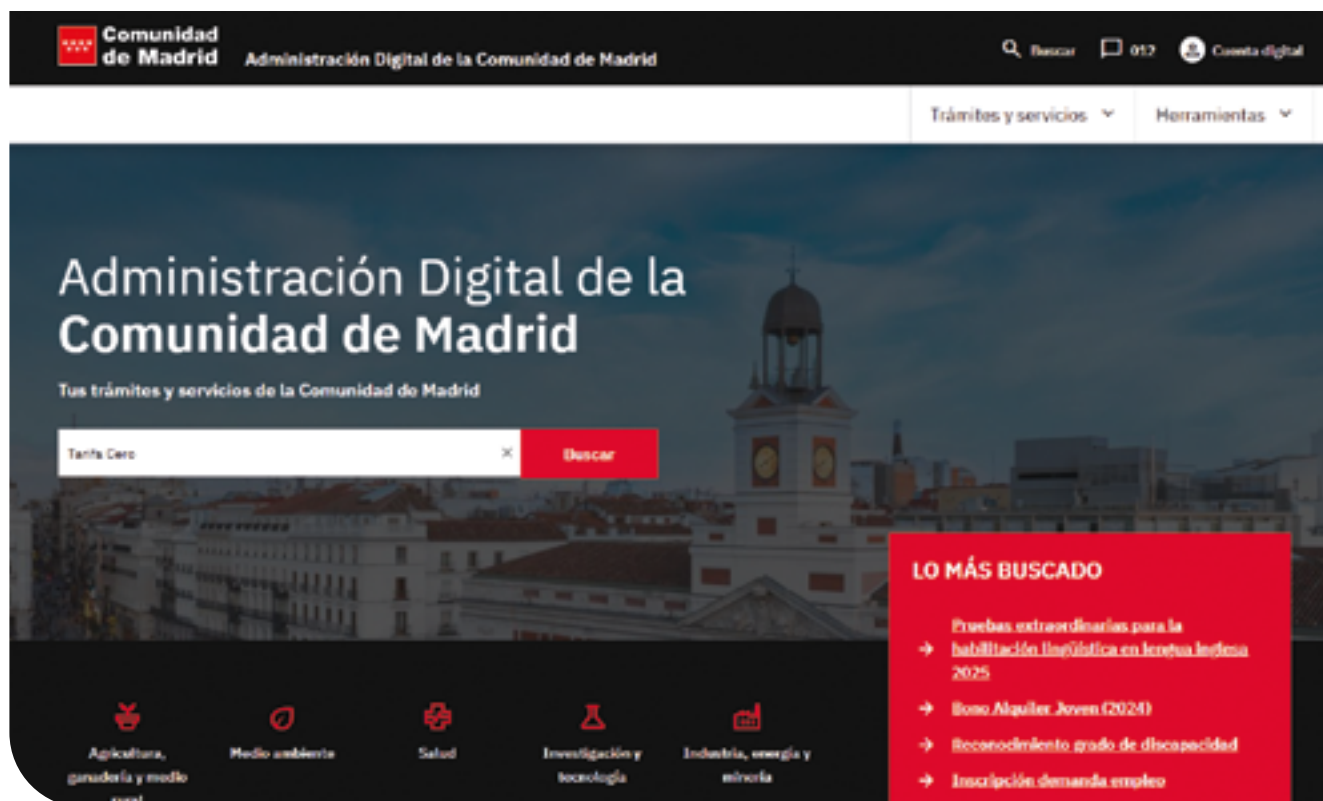 Comunidad
de Madrid
Administración Digital de la Comunidad de Madrid
Buscar
012
Cuenta digital
Trámites y servicios
Herramientas
Administración Digital de la
Comunidad de Madrid
Tus trámites y servicios de la Comunidad de Madrid
Tarifa Cero
Buscar
LO MÁS BUSCADO
Pruebas extraordinarias para la
habilitación lingüística en lengua inglesa
2025
Bono Alquiler Joven (2024)
Reconocimiento grado de discapacidad
Inscripción demanda empleo
Agricultura,
ganadería y medio
rural
Medio ambiente
Salud
Investigación y
tecnología
Industria, energía y
minería